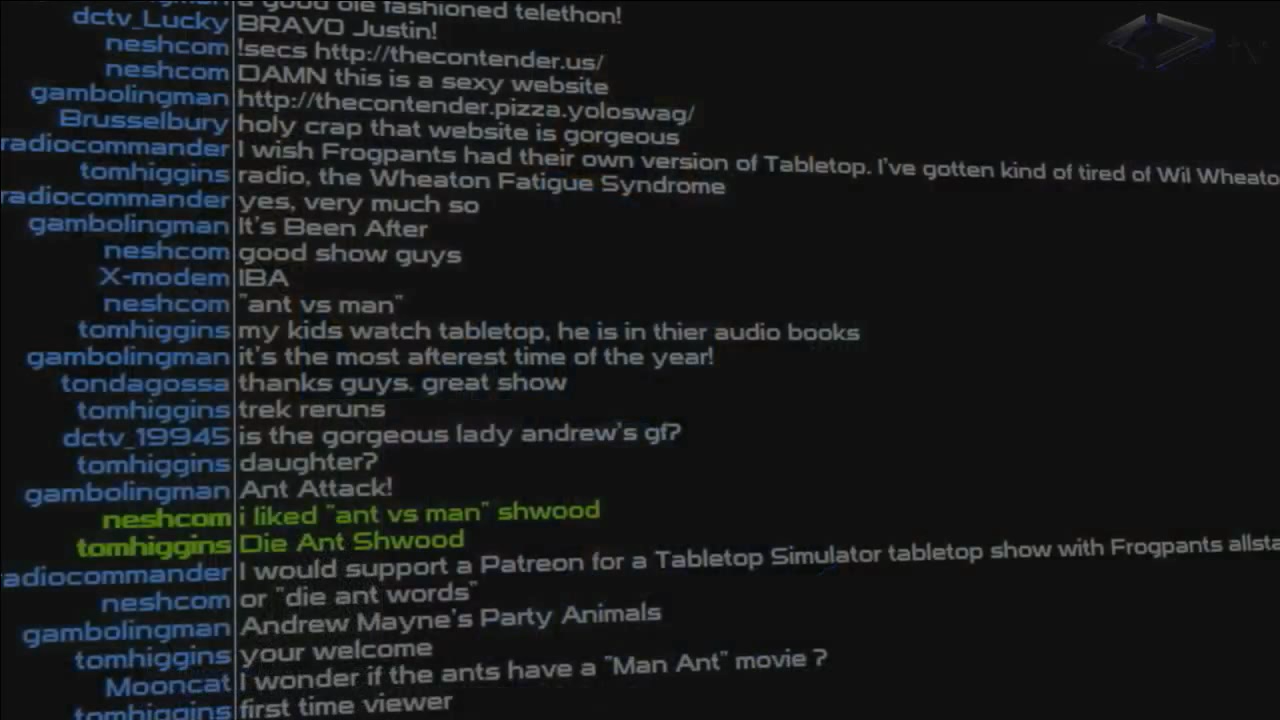 a good ole fashioned telethon!
dctv_Lucky BRAVO Justin!
neshcom !secs http://thecontender.us/
neshcom DAMN this is a sexy website
gambolingman http://thecontender.pizza.yoloswag/
Brusselbury holy crap that website is gorgeous
radiocommander I wish Frogpants had their own version of Tabletop. I've gotten kind of tired of Wil Wheato
tomhiggins radio, the Wheaton Fatigue Syndrome
radiocommander yes, very much so
gambolingman It's Been After
neshcom good show guys
X-modem IBA
neshcom "ant vs man"
tomhiggins my kids watch tabletop, he is in thier audio books
gambolingman it's the most afterest time of the year!
tondagossa thanks guys. great show
tomhiggins trek reruns
dctv_19945 is the gorgeous lady andrew's gf?
tomhiggins daughter?
gambolingman Ant Attack!
neshcom i liked "ant vs man" shwood
tomhiggins Die Ant Shwood
adiocommander I would support a Patreon for a Tabletop Simulator tabletop show with Frogpants allsta
neshcom or "die ant words"
gambolingman Andrew Mayne's Party Animals
tomhiggins your welcome
Mooncat I wonder if the ants have a "Man Ant" movie ?
tomhiggins first time viewer